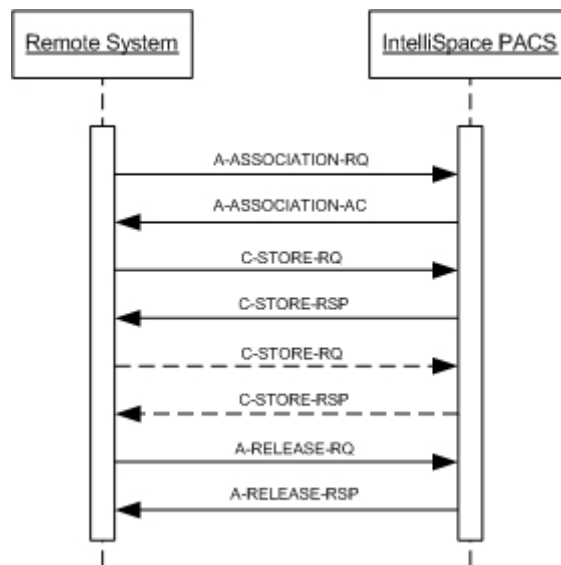 Remote System
IntelliSpace PACS
A-ASSOCIATION-RQ
A-ASSOCIATION-AC
C-STORE-RQ
C-STORE-RSP
C-STORE-RQ
C-STORE-RSP
A-RELEASE-RQ
A-RELEASE-RSP